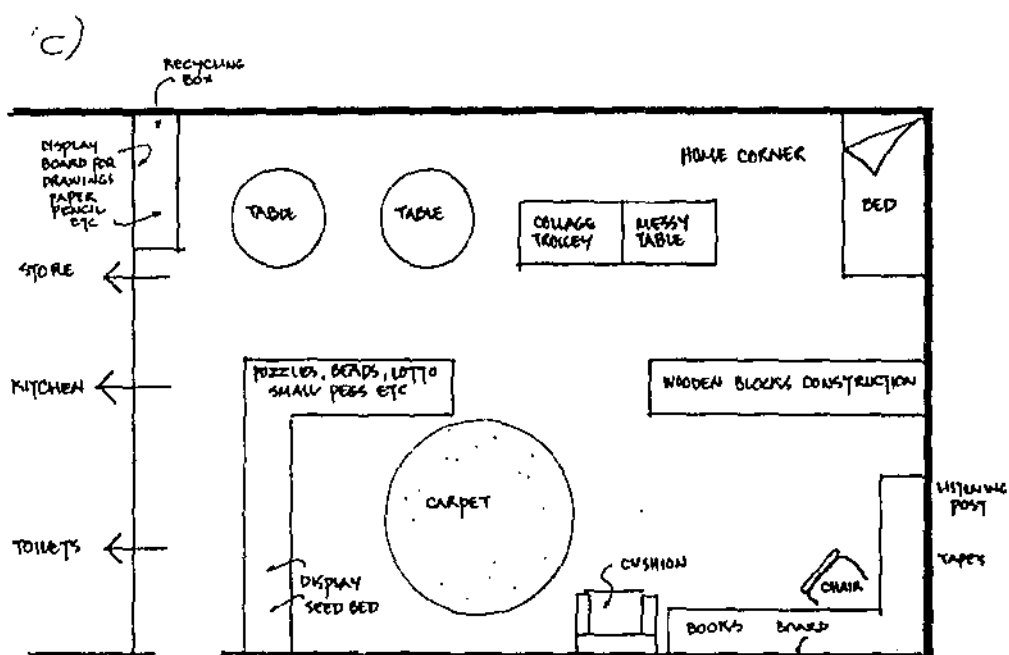 c)
RECYCLING
BOX
DISPLAY
BOARD FOR
DRAWINGS
PAPER
PENCIL
ETC
HOME CORNER
TABLE
TABLE
COLLAGE
TROLLEY
MESSY
TABLE
BED
STORE
KITCHEN
PUZZLES, BEADS, LOTTO
SMALL PEGS ETC
WOODEN BLOCKS CONSTRUCTION
CARPET
LISTENING
POST
TOILETS
TAPES
CUSHION
DISPLAY
SEED BED
CHAIR
BOOKS
BOARD